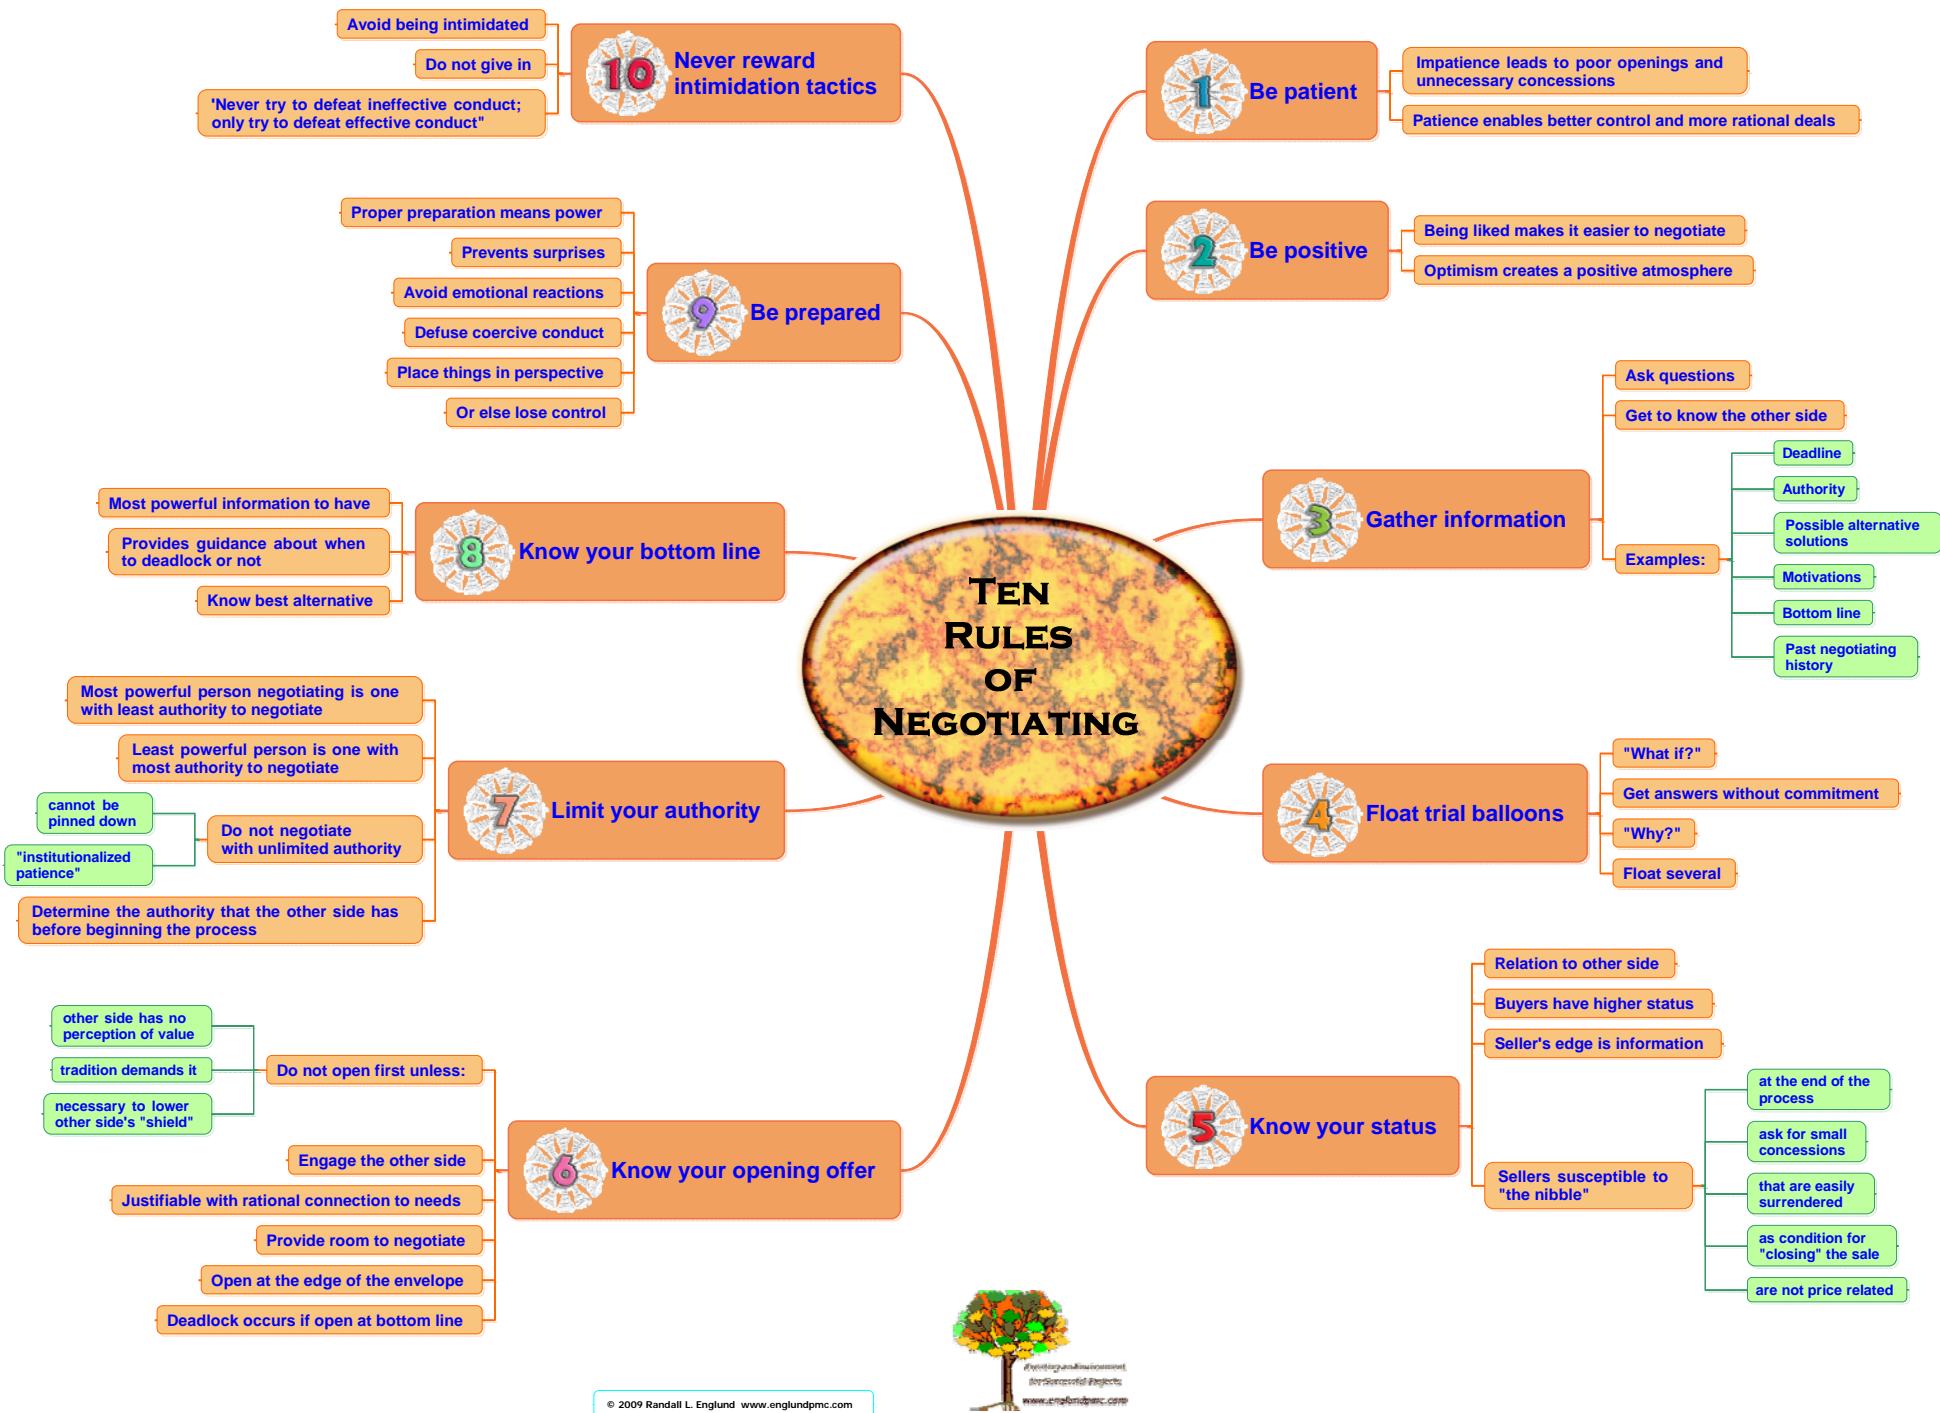 Ten
Rules
of
Negotiating
1
Be patient
Impatience leads to poor openings and
unnecessary concessions
Patience enables better control and more rational deals
2
Be positive
Being liked makes it easier to negotiate
Optimism creates a positive atmosphere
3
Gather information
Ask questions
Get to know the other side
Examples:
Deadline
Authority
Possible alternative
solutions
Motivations
Bottom line
Past negotiating
history
4
Float trial balloons
"What if?"
Get answers without commitment
"Why?"
Float several
5
Know your status
Relation to other side
Buyers have higher status
Seller's edge is information
Sellers susceptible to
"the nibble"
at the end of the
process
ask for small
concessions
that are easily
surrendered
as condition for
"closing" the sale
are not price related
6
Know your opening offer
Do not open first unless:
other side has no
perception of value
tradition demands it
necessary to lower
other side's "shield"
Engage the other side
Justifiable with rational connection to needs
Provide room to negotiate
Open at the edge of the envelope
Deadlock occurs if open at bottom line
7
Limit your authority
Most powerful person negotiating is one
with least authority to negotiate
Least powerful person is one with
most authority to negotiate
Do not negotiate
with unlimited authority
cannot be
pinned down
"institutionalized
patience"
Determine the authority that the other side has
before beginning the process
8
Know your bottom line
Most powerful information to have
Provides guidance about when
to deadlock or not
Know best alternative
9
Be prepared
Proper preparation means power
Prevents surprises
Avoid emotional reactions
Defuse coercive conduct
Place things in perspective
Or else lose control
10
Never reward
intimidation tactics
Avoid being intimidated
Do not give in
'Never try to defeat ineffective conduct;
only try to defeat effective conduct"
for Successful Projects
www.englundpmc.com
© 2009 Randall L. Englund www.englundpmc.com